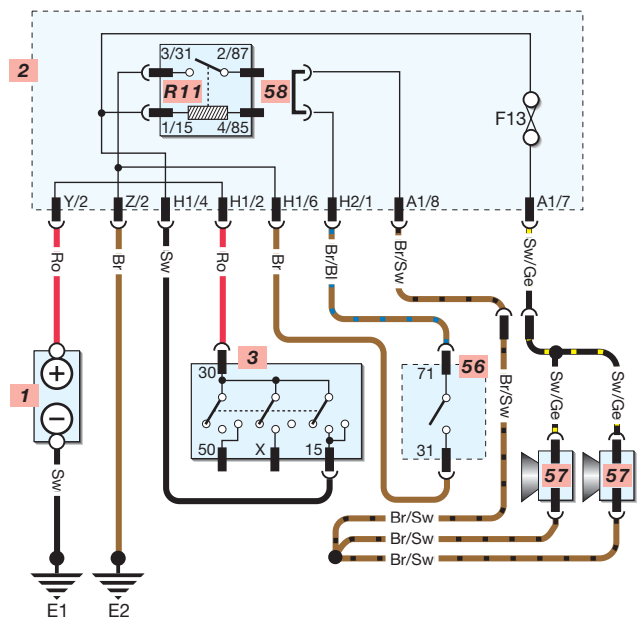 3/31 2/87
2
R11 58
F13
1/15 4/85
Y/2 Z/2 H1/4 H1/2 H1/6 H2/1 A1/8 A1/7
Ro Br Sw Ro Br Br/Bl Br/Sw Sw/Ge
3
30 71 56
1
Br/Sw Sw/Ge Sw/Ge
50 X 15 31
57 57
Sw
Br/Sw
Br/Sw
Br/Sw
E1 E2